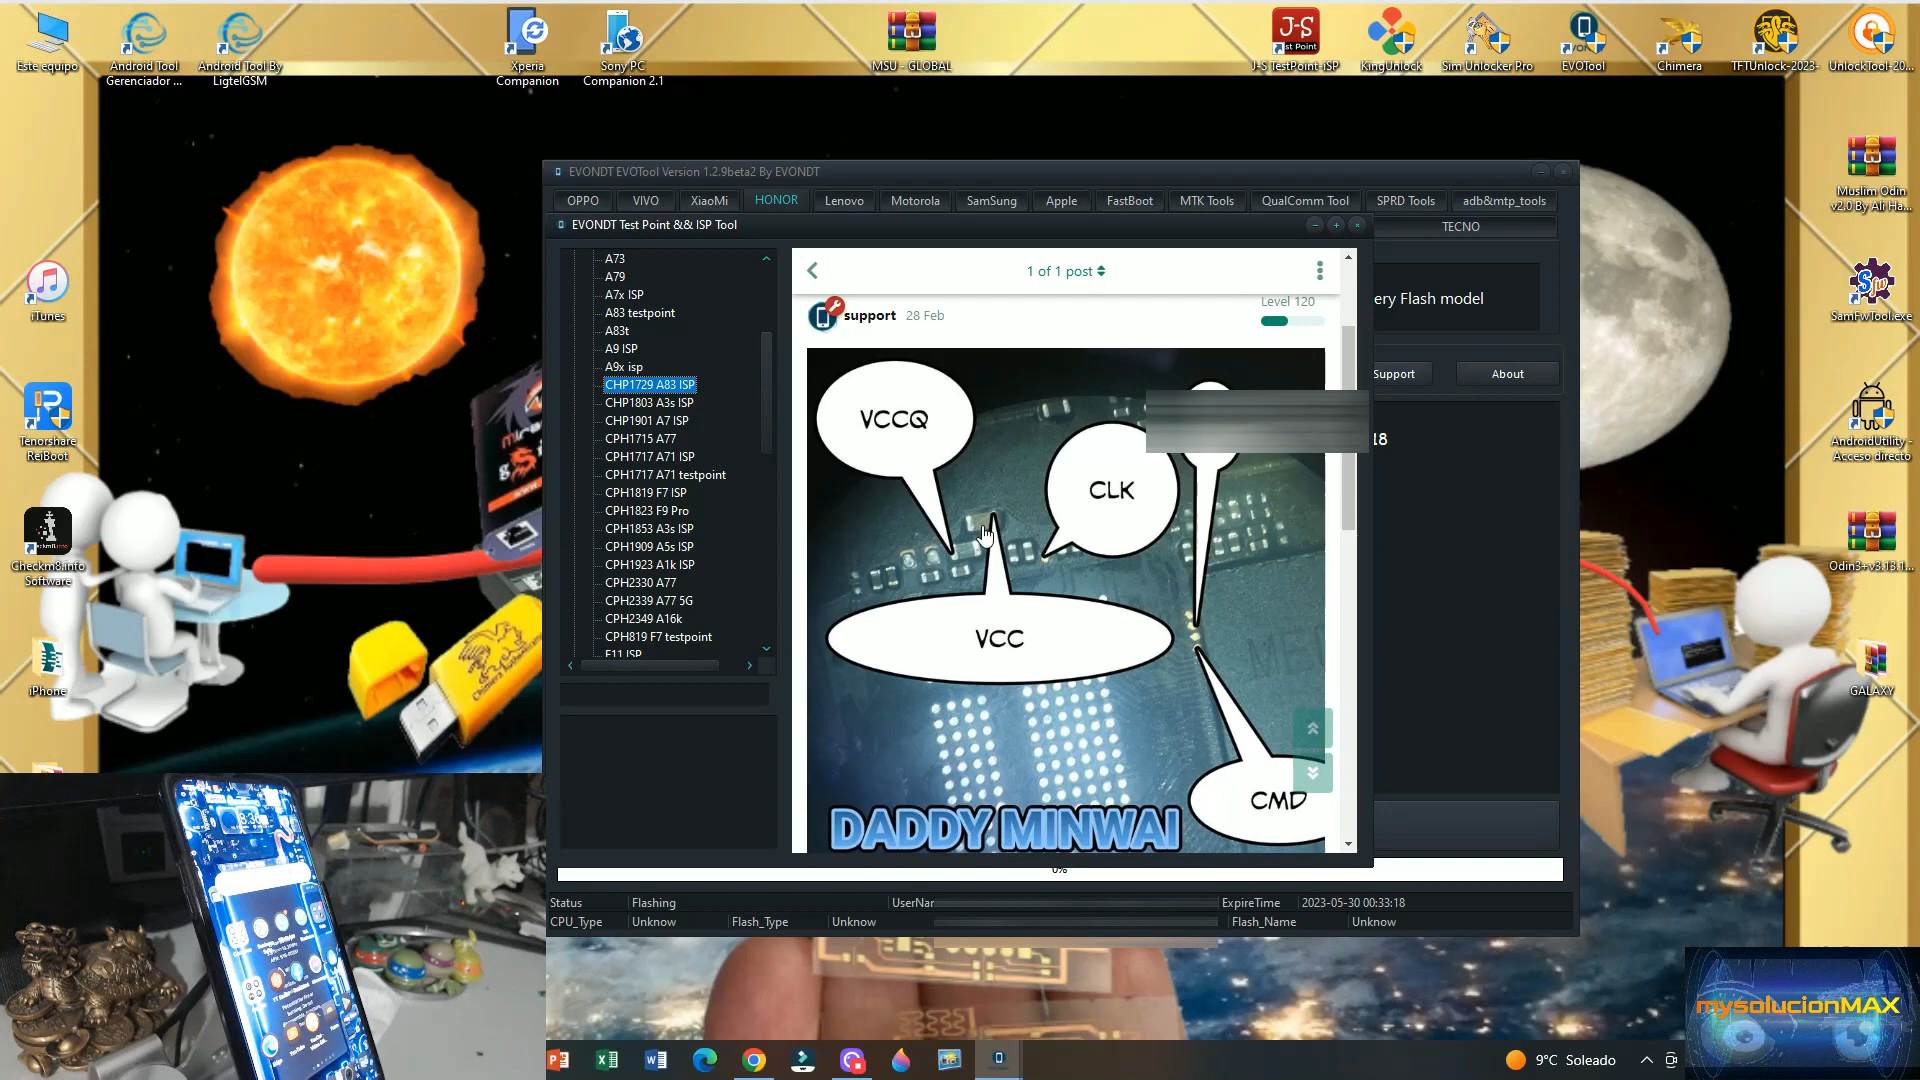 Este equipo
Android Tool
Gerenciador ...
Android Tool By
LigtelGSM
Xperia
Companion
Sony PC
Companion 2.1
MSU - GLOBAL
J-S
J-S TestPoint-iSP
KingUnlock
Sim Unlocker Pro
EVOTool
Chimera
TFTUnlock-2023-
UnlockTool-20...
EVONDT EVOTool Version 1.2.9beta2 By EVONDT
OPPO
VIVO
XiaoMi
HONOR
Lenovo
Motorola
SamSung
Apple
FastBoot
MTK Tools
QualComm Tool
SPRD Tools
adb&mtp_tools
EVONDT Test Point && ISP Tool
TECNO
A73
A79
A7x ISP
A83 testpoint
A83t
A9 ISP
A9x isp
CHP1729 A83 ISP
CHP1803 A3s ISP
CHP1901 A7 ISP
CPH1715 A77
CPH1717 A71 ISP
CPH1717 A71 testpoint
CPH1819 F7 ISP
CPH1823 F9 Pro
CPH1853 A3s ISP
CPH1909 A5s ISP
CPH1923 A1k ISP
CPH2330 A77
CPH2339 A77 5G
CPH2349 A16k
CPH819 F7 testpoint
F11 ISP
1 of 1 post
support 28 Feb
Level 120
VCCQ
CLK
VCC
CMD
DADDY MINWAI
ery Flash model
Support
About
18
0%
Status
Flashing
UserNar
ExpireTime
2023-05-30 00:33:18
CPU_Type
Unknow
Flash_Type
Unknow
Flash_Name
Unknow
iTunes
Tenorshare
ReiBoot
Checkm8.info
Software
iPhone
Muslim Odin
v2.0 By Ali Ha...
SamFwTool.exe
AndroidUtility -
Acceso directo
Odin3+v3.13.1...
GALAXY
mysolucionMAX
9°C Soleado